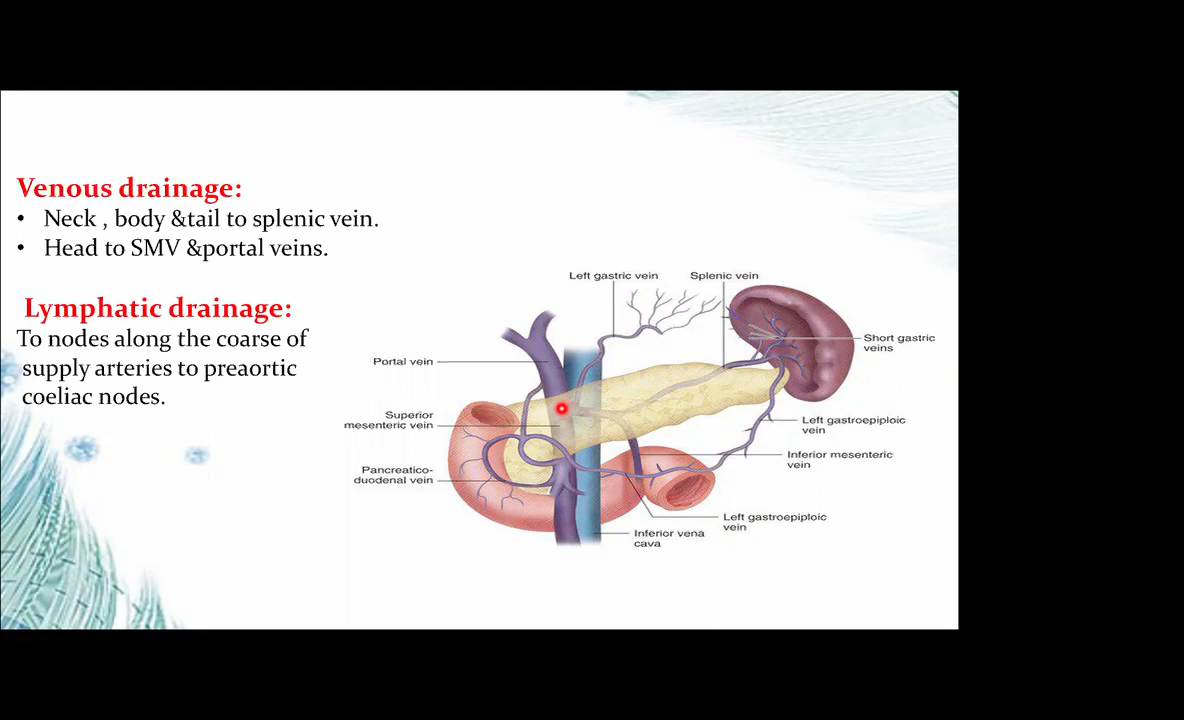 Venous drainage:
• Neck , body &tail to splenic vein.
• Head to SMV &portal veins.
Lymphatic drainage:
To nodes along the coarse of
supply arteries to preaortic
coeliac nodes.
Left gastric vein
Splenic vein
Portal vein
Short gastric
veins
Superior
mesenteric vein
Left gastroepiploic
vein
Inferior mesenteric
vein
Pancreatico-
duodenal vein
Left gastroepiploic
vein
Inferior vena
cava